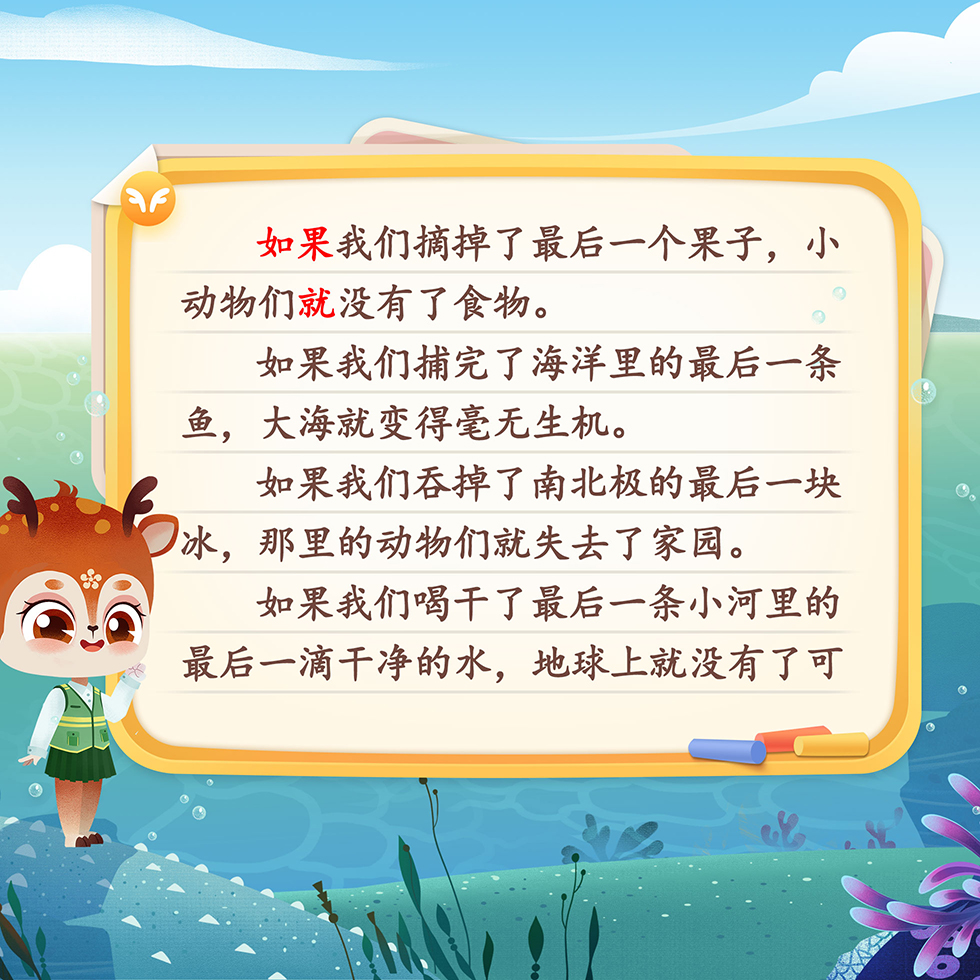 如果我们摘掉了最后一个果子，小
动物们就没有了食物。
如果我们捕完了海洋里的最后一条
鱼，大海就变得毫无生机。
如果我们吞掉了南北极的最后一块
冰，那里的动物们就失去了家园。
如果我们喝干了最后一条小河里的
最后一滴干净的水，地球上就没有了可